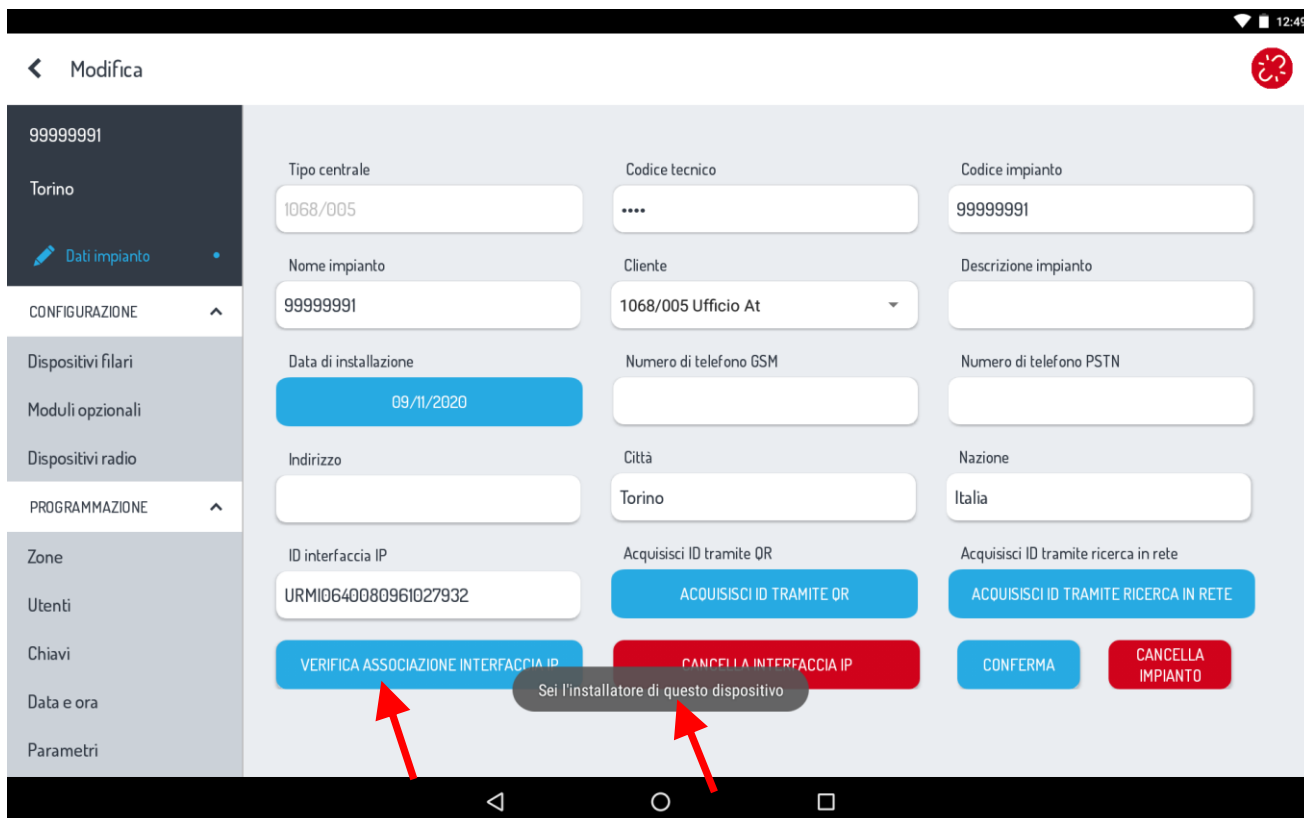 12:49
Modifica
99999991
Torino
Dati impianto
CONFIGURAZIONE
Dispositivi filari
Moduli opzionali
Dispositivi radio
PROGRAMMAZIONE
Zone
Utenti
Chiavi
Data e ora
Parametri
Tipo centrale
Codice tecnico
Codice impianto
1068/005
••••
99999991
Nome impianto
Cliente
Descrizione impianto
99999991
1068/005 Ufficio At
Data di installazione
Numero di telefono GSM
Numero di telefono PSTN
09/11/2020
Indirizzo
Città
Nazione
Torino
Italia
ID interfaccia IP
Acquisisci ID tramite QR
Acquisisci ID tramite ricerca in rete
URMI0640080961027932
ACQUISISCI ID TRAMITE QR
ACQUISISCI ID TRAMITE RICERCA IN RETE
VERIFICA ASSOCIAZIONE INTERFACCIA IP
CANCELLA INTERFACCIA IP
CONFERMA
CANCELLA
IMPIANTO
Sei l'installatore di questo dispositivo